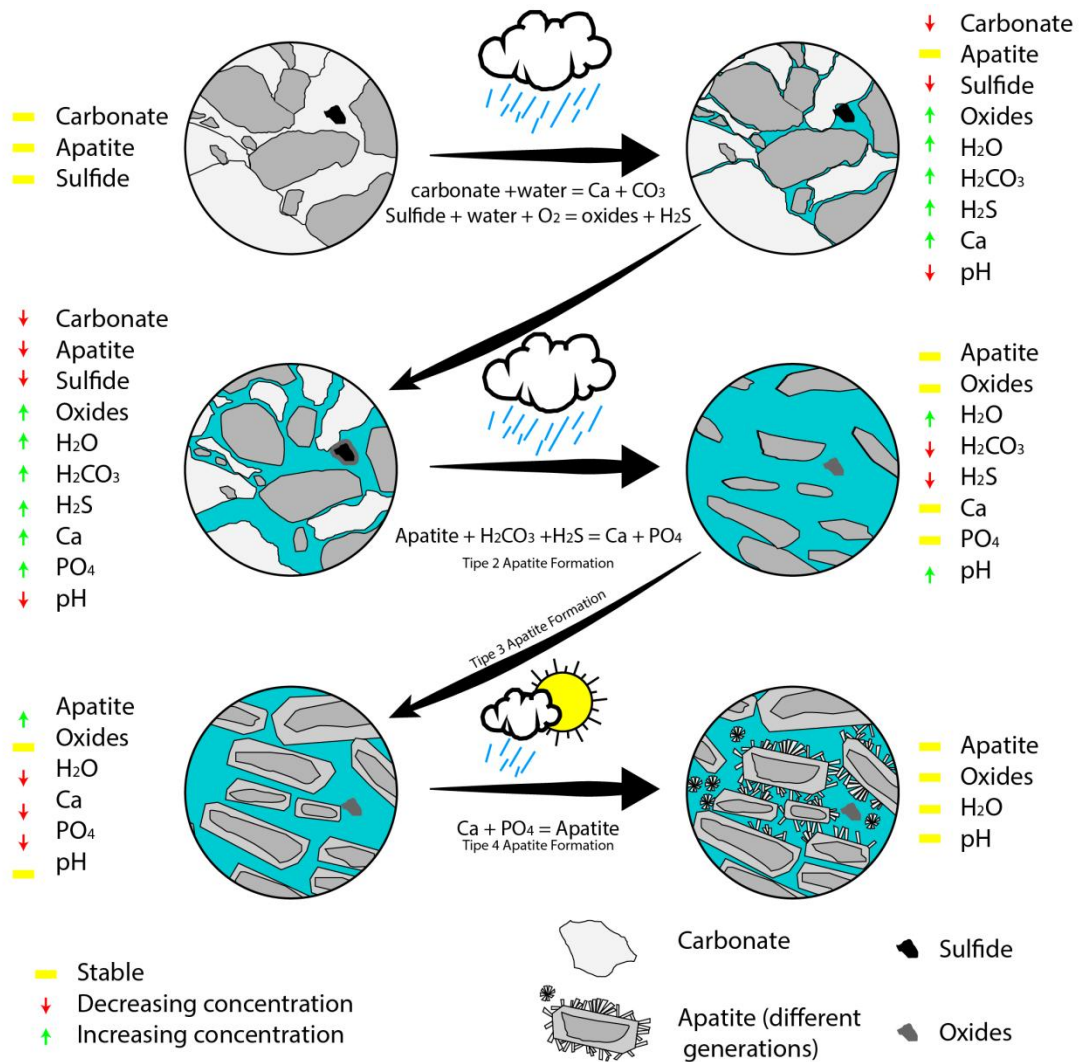 Carbonate
Apatite
Sulfide
carbonate +water = Ca + CO₃
Sulfide + water + O₂ = oxides + H₂S
Carbonate
Apatite
Sulfide
Oxides
H₂O
H₂CO₃
H₂S
Ca
pH
Carbonate
Apatite
Sulfide
Oxides
H₂O
H₂CO₃
H₂S
Ca
PO₄
pH
Apatite + H₂CO₃ +H₂S = Ca + PO₄
Tipe 2 Apatite Formation
Apatite
Oxides
H₂O
H₂CO₃
H₂S
Ca
PO₄
pH
Tipe 3 Apatite Formation
Apatite
Oxides
H₂O
Ca
PO₄
pH
Ca + PO₄ = Apatite
Tipe 4 Apatite Formation
Apatite
Oxides
H₂O
pH
Stable
Decreasing concentration
Increasing concentration
Carbonate
Sulfide
Apatite (different
generations)
Oxides